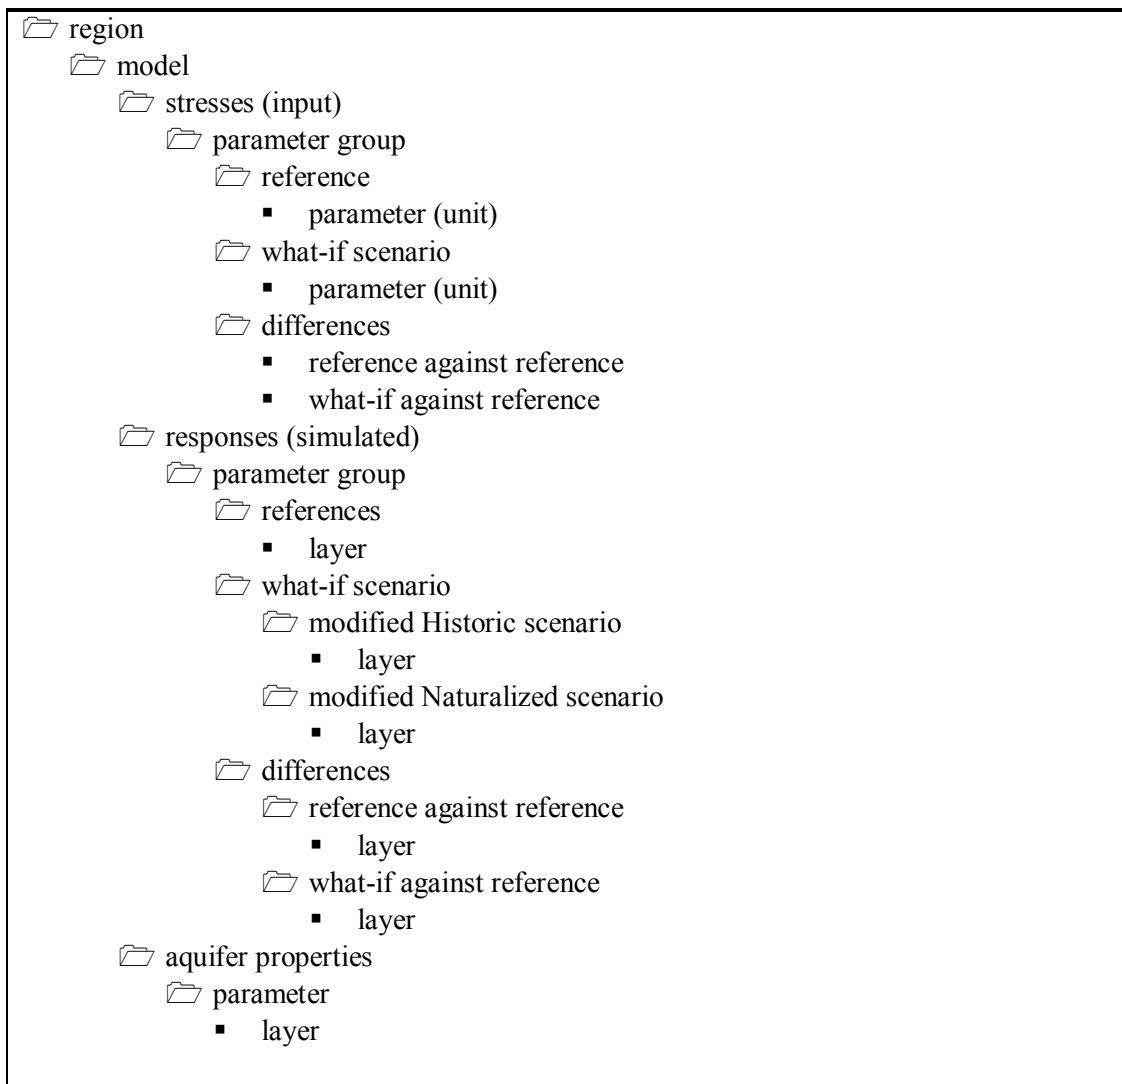 region
model
stresses (input)
parameter group
reference
▪ parameter (unit)
what-if scenario
▪ parameter (unit)
differences
▪ reference against reference
▪ what-if against reference
responses (simulated)
parameter group
references
▪ layer
what-if scenario
modified Historic scenario
▪ layer
modified Naturalized scenario
▪ layer
differences
reference against reference
▪ layer
what-if against reference
▪ layer
aquifer properties
parameter
▪ layer